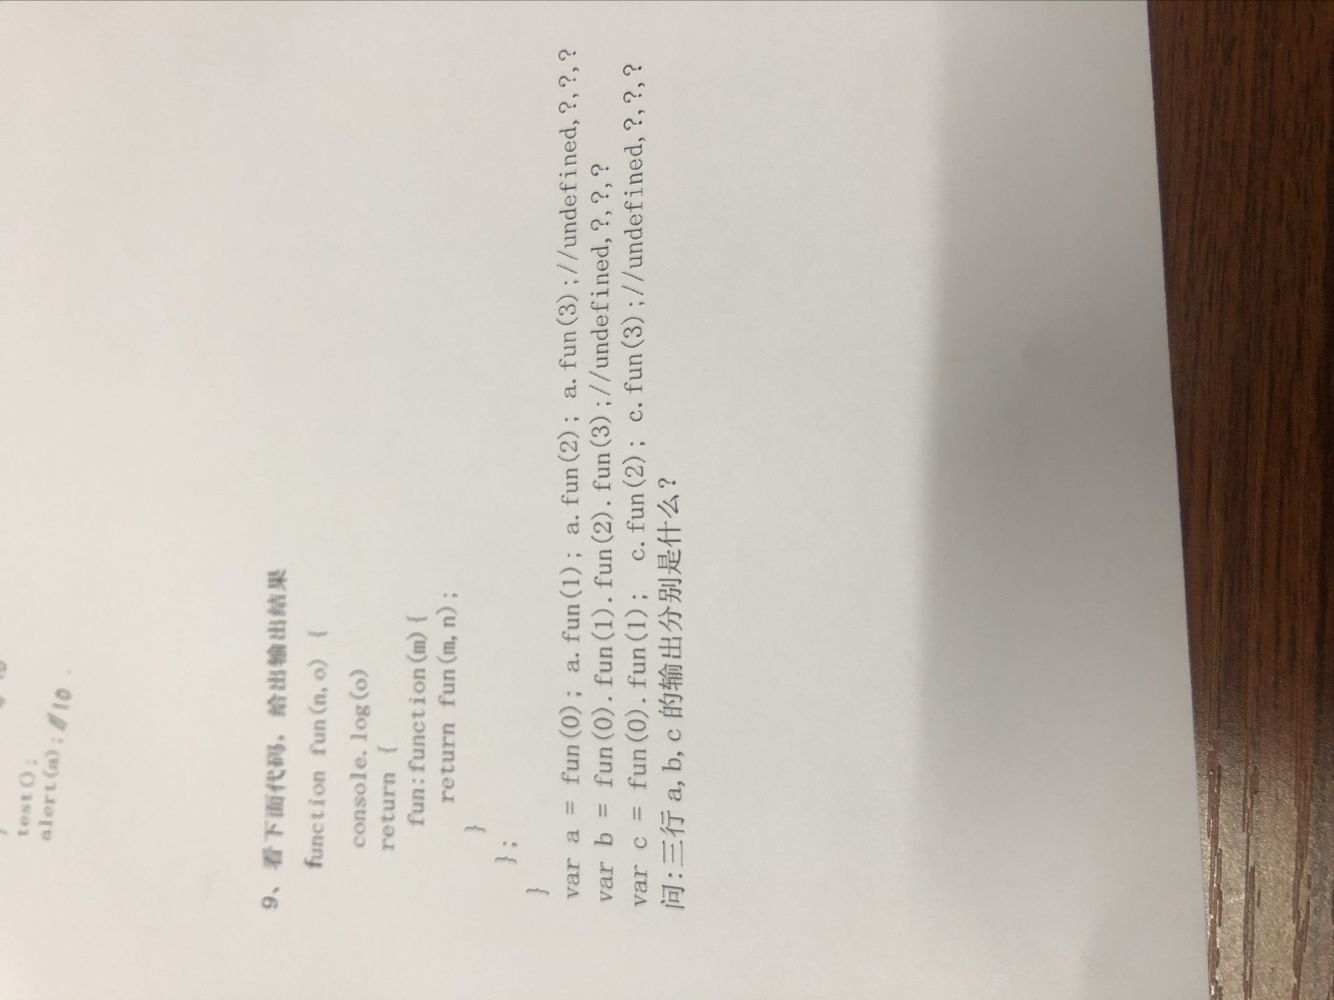 test();
alert(a); //10
9、看下面代码，给出输出结果
function fun(n,o) {
console.log(o)
return {
fun:function(m){
return fun(m,n);
}
};
}
var a = fun(0); a.fun(1); a.fun(2); a.fun(3);//undefined,?,?,?
var b = fun(0).fun(1).fun(2).fun(3);//undefined,?,?,?
var c = fun(0).fun(1); c.fun(2); c.fun(3);//undefined,?,?,?
问:三行 a,b,c 的输出分别是什么?